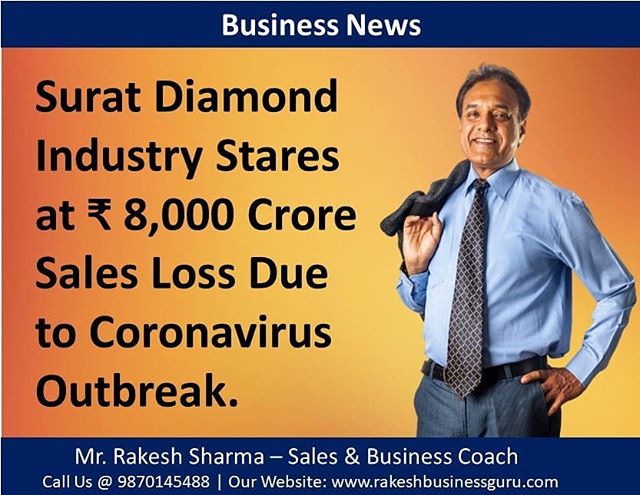 Business News
Surat Diamond
Industry Stares
at ₹ 8,000 Crore
Sales Loss Due
to Coronavirus
Outbreak.
Mr. Rakesh Sharma – Sales & Business Coach
Call Us @ 9870145488 | Our Website: www.rakeshbusinessguru.com